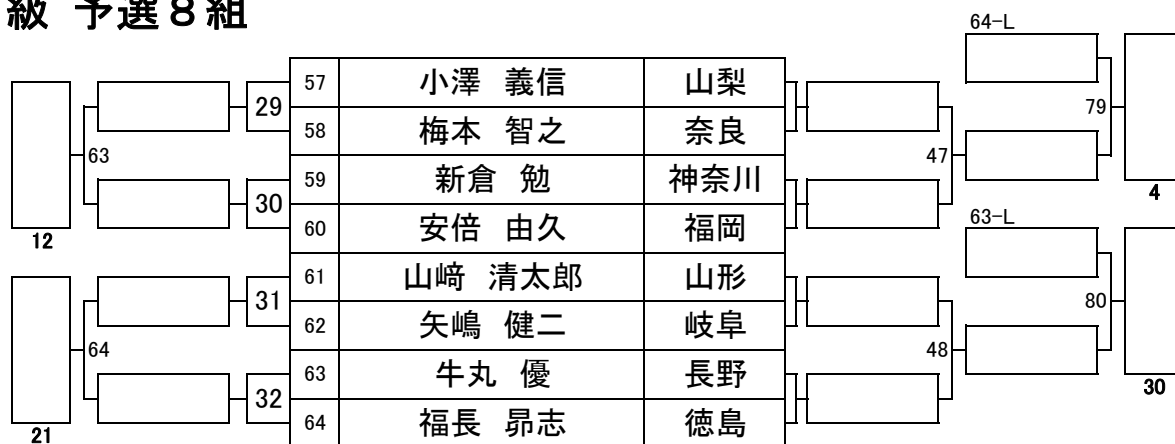 級 予選８組
64-L
57 小澤 義信 山梨
29
79
58 梅本 智之 奈良
63
47
59 新倉 勉 神奈川
30
4
60 安倍 由久 福岡
12
63-L
61 山﨑 清太郎 山形
31
80
62 矢嶋 健二 岐阜
64
48
63 牛丸 優 長野
32
30
64 福長 昴志 徳島
21